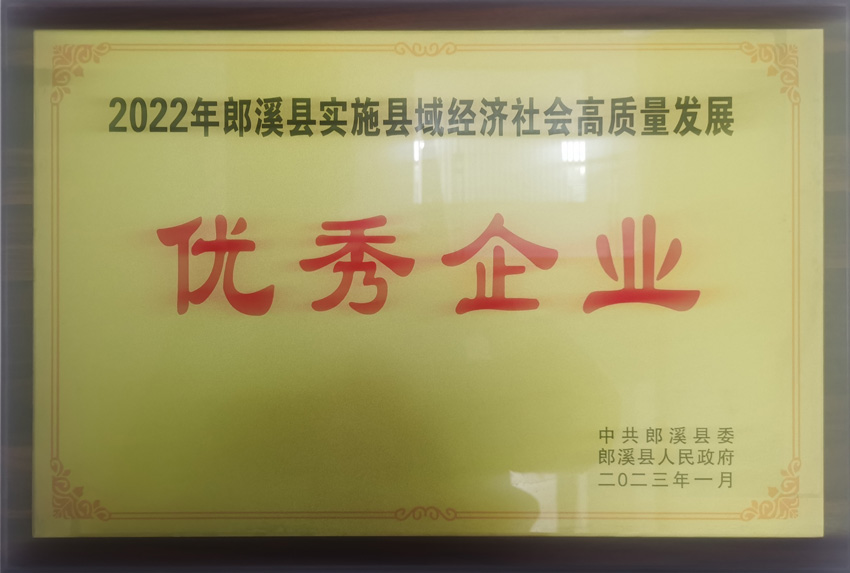 2022年郎溪县实施县域经济社会高质量发展
优秀企业
中共郎溪县委
郎溪县人民政府
二〇二三年一月